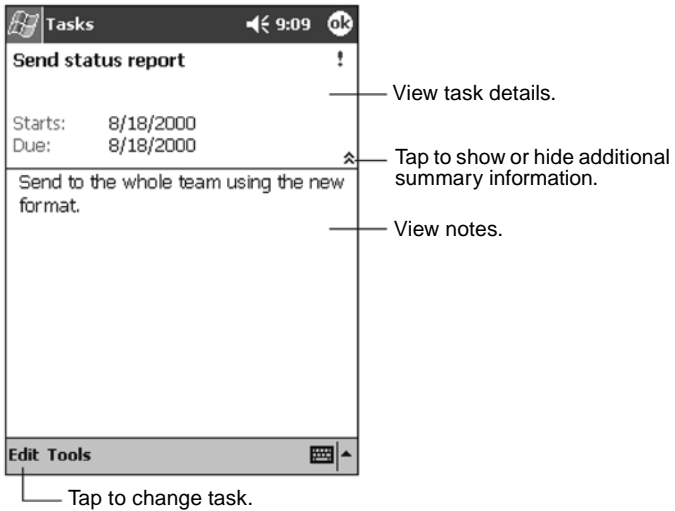 Tasks 9:09 ok
Send status report !
View task details.
Starts: 8/18/2000
Due: 8/18/2000
Tap to show or hide additional
summary information.
Send to the whole team using the new
format.
View notes.
Edit Tools
Tap to change task.